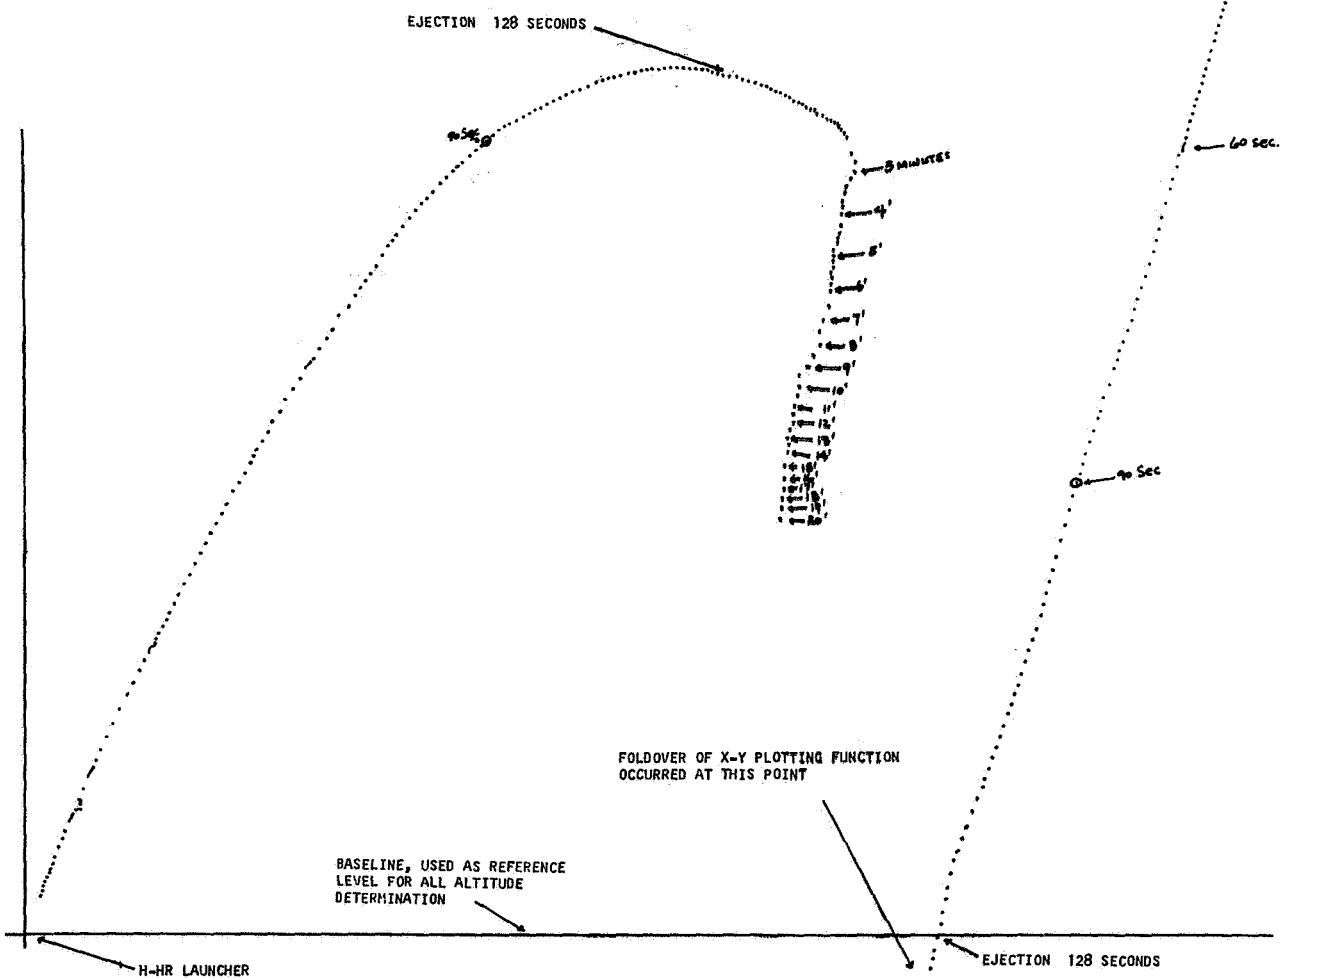 EJECTION 128 SECONDS
90 SEC.
60 SEC.
3 MINUTES
4'
5'
6'
7'
8'
9'
10'
11'
12'
13'
14'
90 SEC
20'
FOLDOVER OF X-Y PLOTTING FUNCTION
OCCURRED AT THIS POINT
BASELINE, USED AS REFERENCE
LEVEL FOR ALL ALTITUDE
DETERMINATION
EJECTION 128 SECONDS
H-HR LAUNCHER